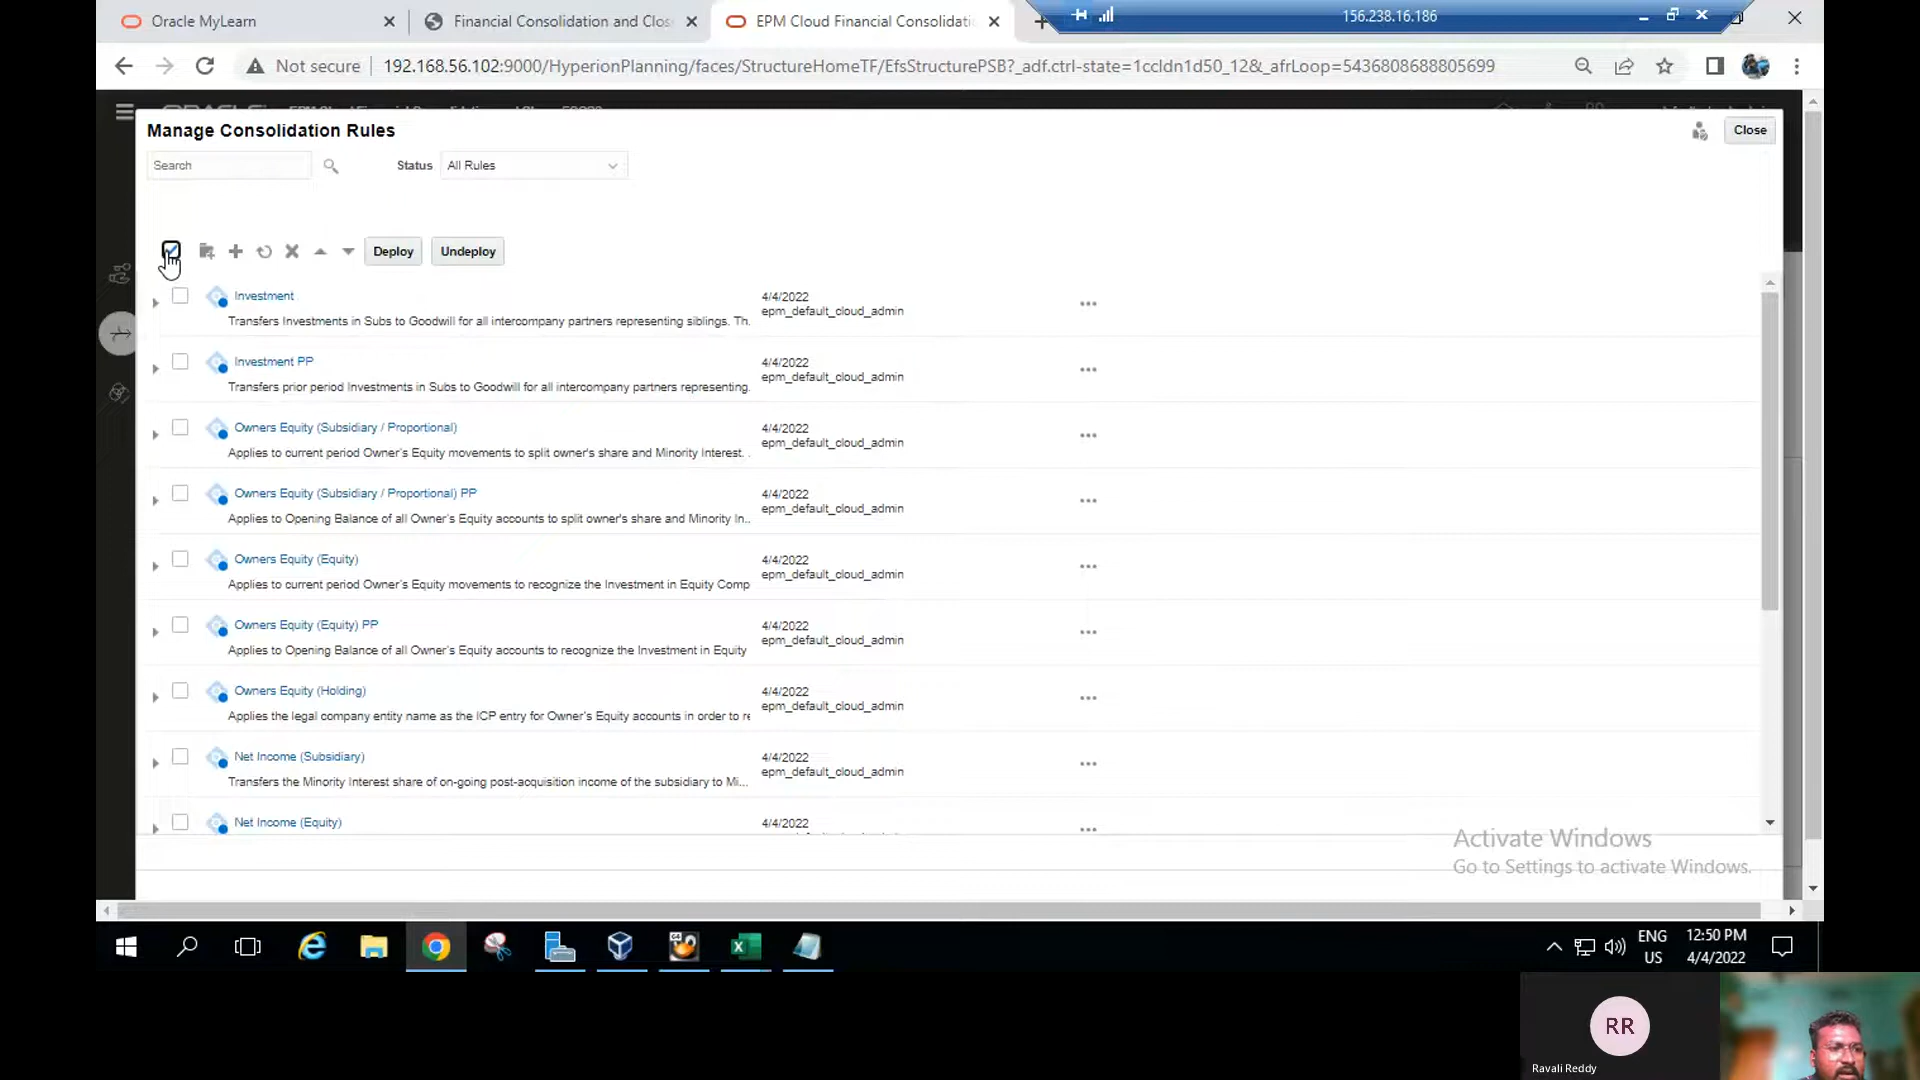 Oracle MyLearn
Financial Consolidation and Clos
EPM Cloud Financial Consolidati
156.238.16.186
Not secure
192.168.56.102:9000/HyperionPlanning/faces/StructureHomeTF/EfsStructurePSB?_adf.ctrl-state=1ccldn1d50_12&_afrLoop=5436808688805699
Manage Consolidation Rules
Close
Search
Status
All Rules
Deploy
Undeploy
Investment
4/4/2022
Transfers Investments in Subs to Goodwill for all intercompany partners representing siblings. Th.
epm_default_cloud_admin
Investment PP
4/4/2022
Transfers prior period Investments in Subs to Goodwill for all intercompany partners representing.
epm_default_cloud_admin
Owners Equity (Subsidiary / Proportional)
4/4/2022
Applies to current period Owner's Equity movements to split owner's share and Minority Interest. .
epm_default_cloud_admin
Owners Equity (Subsidiary / Proportional) PP
4/4/2022
Applies to Opening Balance of all Owner's Equity accounts to split owner's share and Minority In..
epm_default_cloud_admin
Owners Equity (Equity)
4/4/2022
Applies to current period Owner's Equity movements to recognize the Investment in Equity Comp
epm_default_cloud_admin
Owners Equity (Equity) PP
4/4/2022
Applies to Opening Balance of all Owner's Equity accounts to recognize the Investment in Equity
epm_default_cloud_admin
Owners Equity (Holding)
4/4/2022
Applies the legal company entity name as the ICP entry for Owner's Equity accounts in order to re
epm_default_cloud_admin
Net Income (Subsidiary)
4/4/2022
Transfers the Minority Interest share of on-going post-acquisition income of the subsidiary to Mi...
epm_default_cloud_admin
Net Income (Equity)
4/4/2022
Activate Windows
Go to Settings to activate Windows.
ENG
US
12:50 PM
4/4/2022
RR
Ravali Reddy